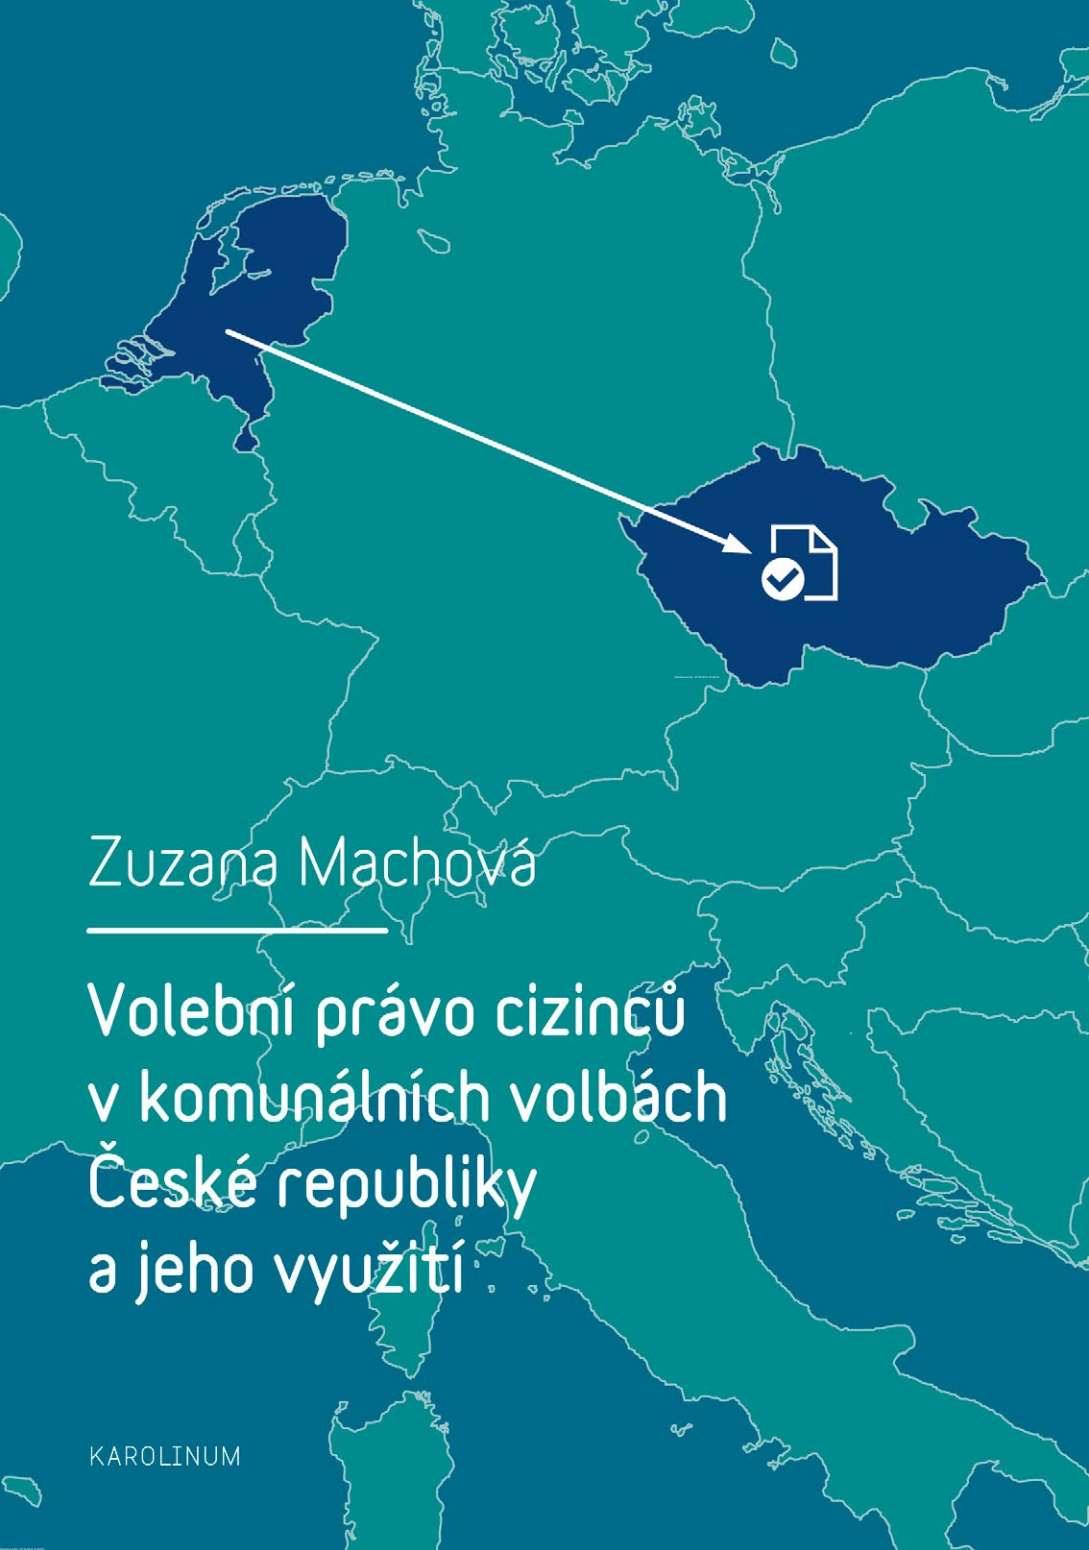 Zuzana Machová
Volební právo cizinců
v komunálních volbách
České republiky
a jeho využití
KAROLINUM